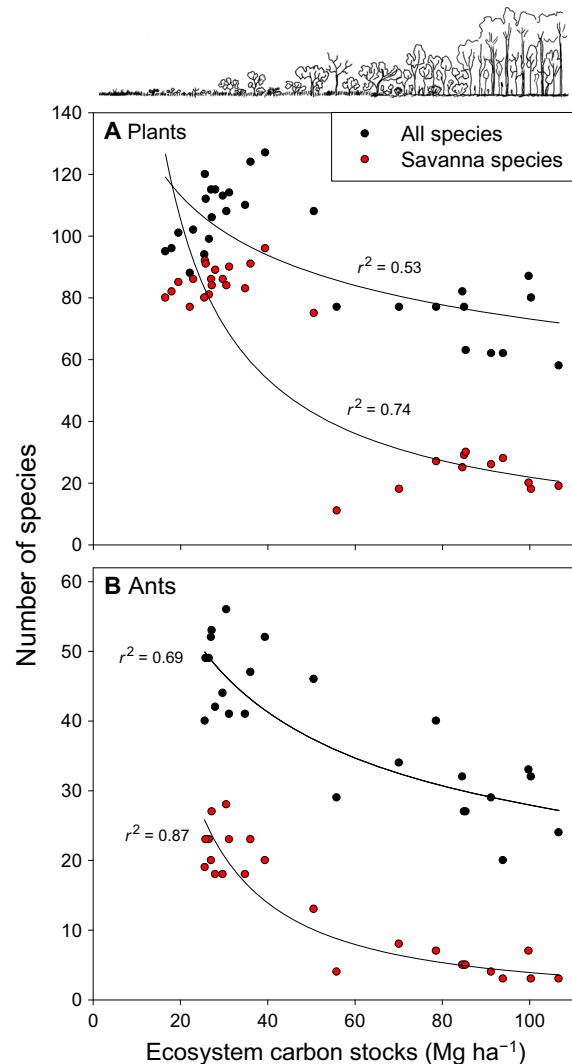 140
A Plants
All species
Savanna species
120
100
r² = 0.53
80
60
r² = 0.74
40
20
0
Number of species
60
B Ants
50
r² = 0.69
40
30
r² = 0.87
20
10
0
0 20 40 60 80 100
Ecosystem carbon stocks (Mg ha⁻¹)